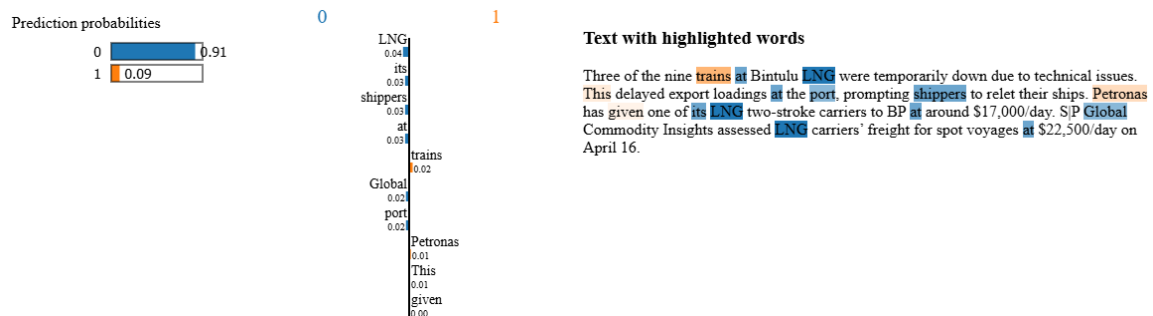 Prediction probabilities
0 0.91
1 0.09
0 1
LNG
0.04
its
0.03
shippers
0.03
at
0.03
trains
0.02
Global
0.02
port
0.02
Petronas
0.01
This
0.01
given
0.00
Text with highlighted words
Three of the nine trains at Bintulu LNG were temporarily down due to technical issues.
This delayed export loadings at the port, prompting shippers to relet their ships. Petronas
has given one of its LNG two-stroke carriers to BP at around $17,000/day. S|P Global
Commodity Insights assessed LNG carriers’ freight for spot voyages at $22,500/day on
April 16.